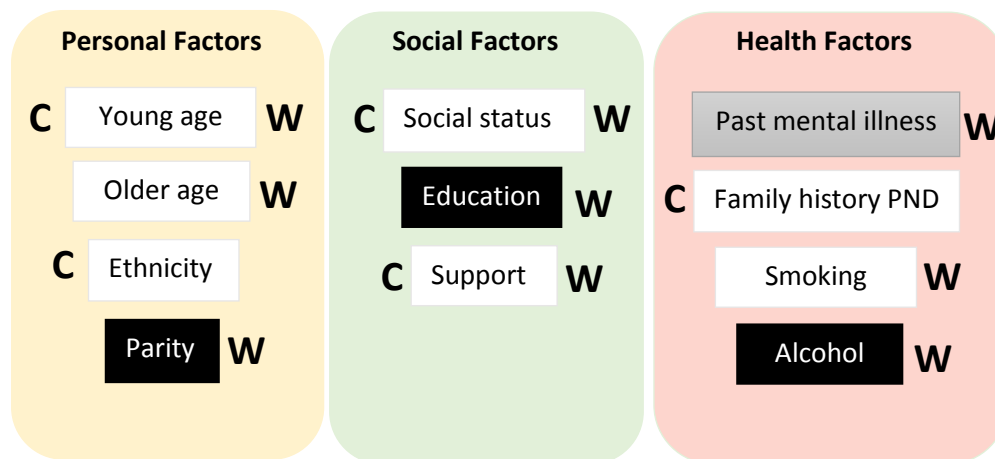 Personal Factors
C Young age W
Older age W
C Ethnicity
Parity W
Social Factors
C Social status W
Education W
C Support W
Health Factors
Past mental illness W
C Family history PND
Smoking W
Alcohol W